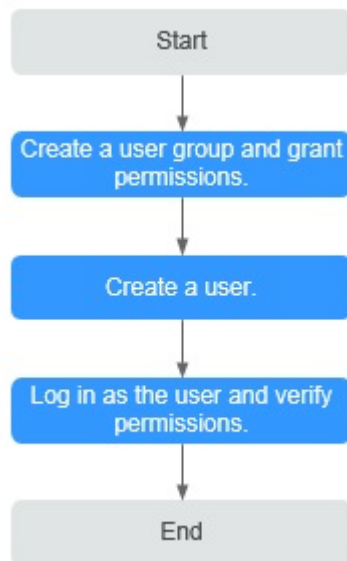 Start
Create a user group and grant
permissions.
Create a user.
Log in as the user and verify
permissions.
End